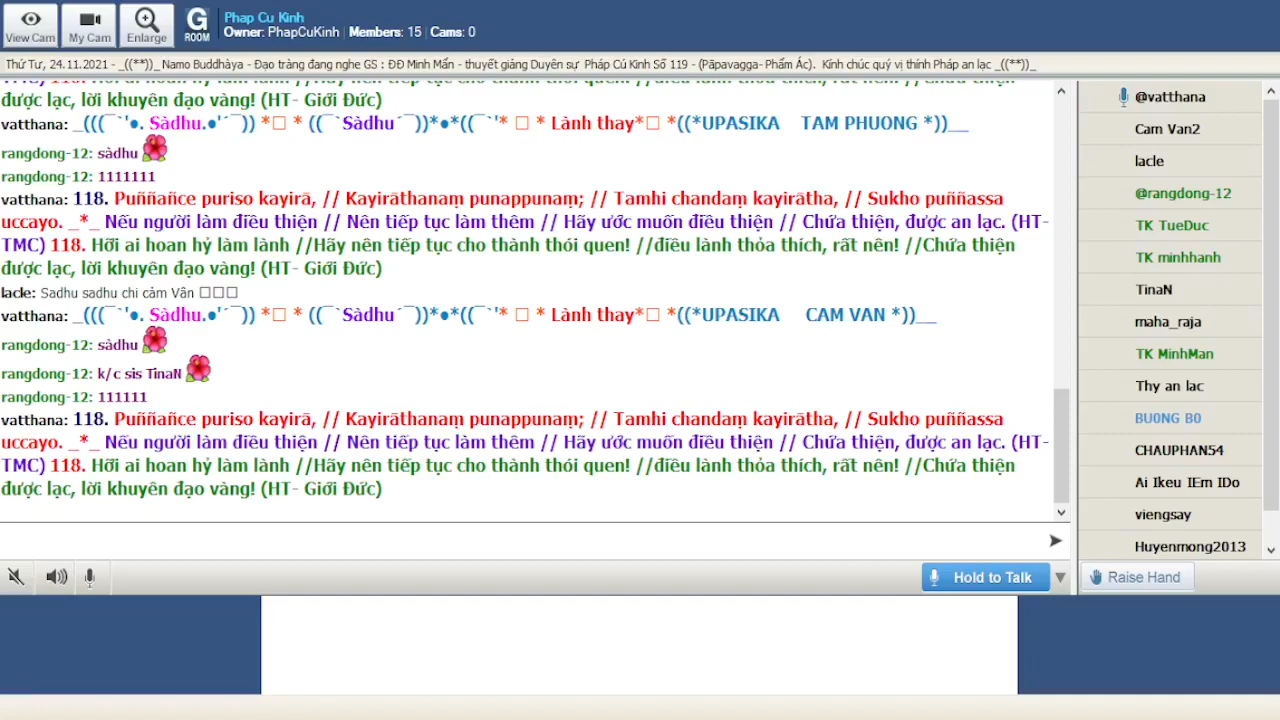 Phap Cu Kinh
View Cam
My Cam
Enlarge
G ROOM
Owner: PhapCuKinh | Members: 15 | Cams: 0
Thứ Tư, 24.11.2021 - _((**))_ Namo Buddhàya - Đạo tràng đang nghe GS : ĐĐ Minh Mẩn - thuyết giảng Duyên sự Pháp Cú Kinh Số 119 - (Pāpavagga- Phẩm Ác). Kính chúc quý vị thính Pháp an lạc _((**))_
được lạc, lời khuyên đạo vàng! (HT- Giới Đức)
vatthana: _(((¯`'●. Sàdhu.●'´¯)) *□ * ((¯`Sàdhu´¯))*●*((¯`'* □ * Lành thay*□ *((*UPASIKA TAM PHUONG *))__
rangdong-12: sàdhu
rangdong-12: 1111111
vatthana: 118. Puññañce puriso kayirā, // Kayirāthanaṃ punappunaṃ; // Tamhi chandaṃ kayirātha, // Sukho puññassa
uccayo. _*_ Nếu người làm điều thiện // Nên tiếp tục làm thêm // Hãy ước muốn điều thiện // Chứa thiện, được an lạc. (HT-
TMC) 118. Hỡi ai hoan hỷ làm lành //Hãy nên tiếp tục cho thành thói quen! //điều lành thỏa thích, rất nên! //Chứa thiện
được lạc, lời khuyên đạo vàng! (HT- Giới Đức)
lacle: Sadhu sadhu chi cảm Vân □□□
vatthana: _(((¯`'●. Sàdhu.●'´¯)) *□ * ((¯`Sàdhu´¯))*●*((¯`'* □ * Lành thay*□ *((*UPASIKA CAM VAN *))__
rangdong-12: sàdhu
rangdong-12: k/c sis TinaN
rangdong-12: 111111
vatthana: 118. Puññañce puriso kayirā, // Kayirāthanaṃ punappunaṃ; // Tamhi chandaṃ kayirātha, // Sukho puññassa
uccayo. _*_ Nếu người làm điều thiện // Nên tiếp tục làm thêm // Hãy ước muốn điều thiện // Chứa thiện, được an lạc. (HT-
TMC) 118. Hỡi ai hoan hỷ làm lành //Hãy nên tiếp tục cho thành thói quen! //điều lành thỏa thích, rất nên! //Chứa thiện
được lạc, lời khuyên đạo vàng! (HT- Giới Đức)
@vatthana
Cam Van2
lacle
@rangdong-12
TK TueDuc
TK minhhanh
TinaN
maha_raja
TK MinhMan
Thy an lac
BU0NG B0
CHAUPHAN54
Ai Ikeu IEm IDo
viengsay
Huyenmong2013
Hold to Talk
Raise Hand